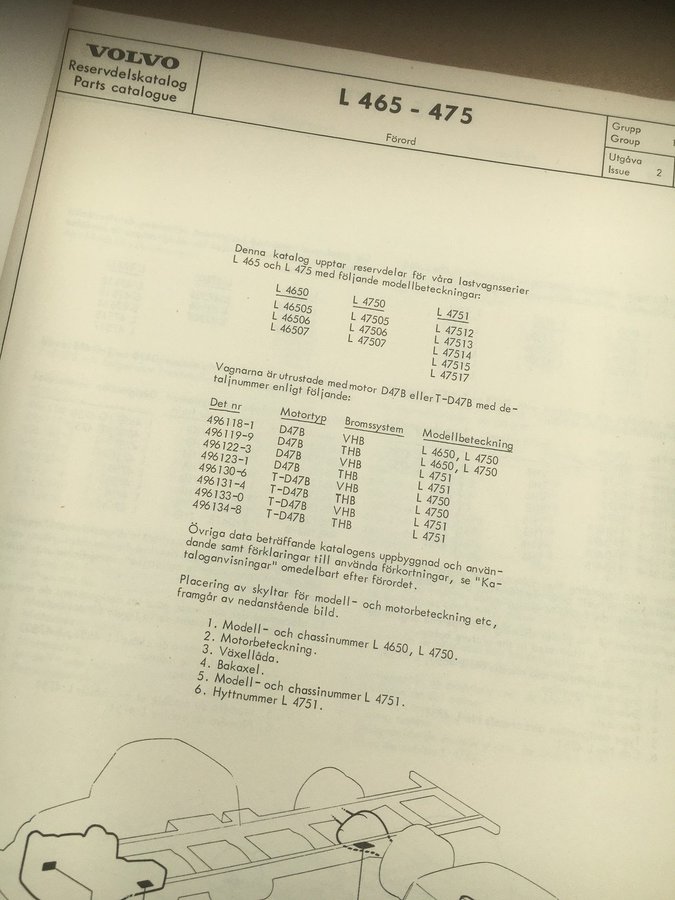 VOLVO
Reservdelskatalog
Parts catalogue
L 465 - 475
Förord
Grupp
Group
Utgåva
Issue 2
Denna katalog upptar reservdelar för våra lastvagnsserier
L 465 och L 475 med följande modellbeteckningar:
L 4650 L 4750 L 4751
L 46505 L 47505 L 47512
L 46506 L 47506 L 47513
L 46507 L 47507 L 47514
L 47515
L 47517
Vagnarna är utrustade med motor D47B eller T-D47B med de-
taljnummer enligt följande:
Det nr Motortyp Bromssystem Modellbeteckning
496118-1 D47B VHB L 4650, L 4750
496119-9 D47B THB L 4650, L 4750
496122-3 D47B VHB L 4751
496123-1 D47B THB L 4751
496130-6 T-D47B VHB L 4750
496131-4 T-D47B THB L 4750
496133-0 T-D47B VHB L 4751
496134-8 T-D47B THB L 4751
Övriga data beträffande katalogens uppbyggnad och använ-
dande samt förklaringar till använda förkortningar, se "Ka-
taloganvisningar" omedelbart efter förordet.
Placering av skyltar för modell- och motorbeteckning etc,
framgår av nedanstående bild.
1. Modell- och chassinummer L 4650, L 4750.
2. Motorbeteckning.
3. Växellåda.
4. Bakaxel.
5. Modell- och chassinummer L 4751.
6. Hyttnummer L 4751.